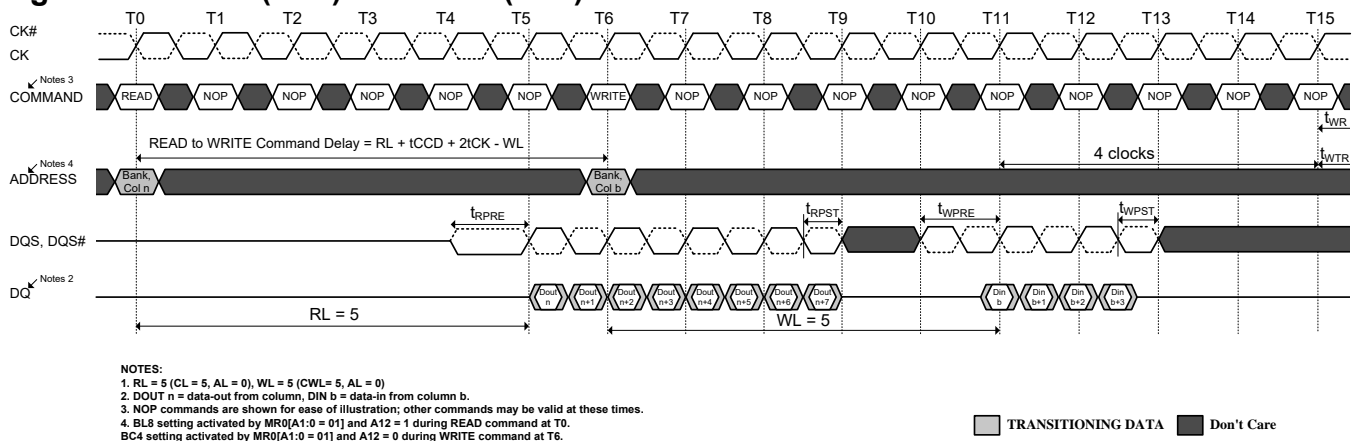 T0 T1 T2 T3 T4 T5 T6 T7 T8 T9 T10 T11 T12 T13 T14 T15
CK#
CK
Notes 3
COMMAND READ NOP NOP NOP NOP NOP WRITE NOP NOP NOP NOP NOP NOP NOP NOP NOP
tWR
READ to WRITE Command Delay = RL + tCCD + 2tCK - WL
4 clocks
tWTR
Notes 4
ADDRESS
Bank, Col n
Bank, Col b
tRPRE
tRPST
tWPRE
tWPST
DQS, DQS#
Notes 2
DQ
Dout n
Dout n+1
Dout n+2
Dout n+3
Dout n+4
Dout n+5
Dout n+6
Dout n+7
Din b
Din b+1
Din b+2
Din b+3
RL = 5
WL = 5
NOTES:
1. RL = 5 (CL = 5, AL = 0), WL = 5 (CWL= 5, AL = 0)
2. DOUT n = data-out from column, DIN b = data-in from column b.
3. NOP commands are shown for ease of illustration; other commands may be valid at these times.
4. BL8 setting activated by MR0[A1:0 = 01] and A12 = 1 during READ command at T0.
BC4 setting activated by MR0[A1:0 = 01] and A12 = 0 during WRITE command at T6.
TRANSITIONING DATA
Don't Care